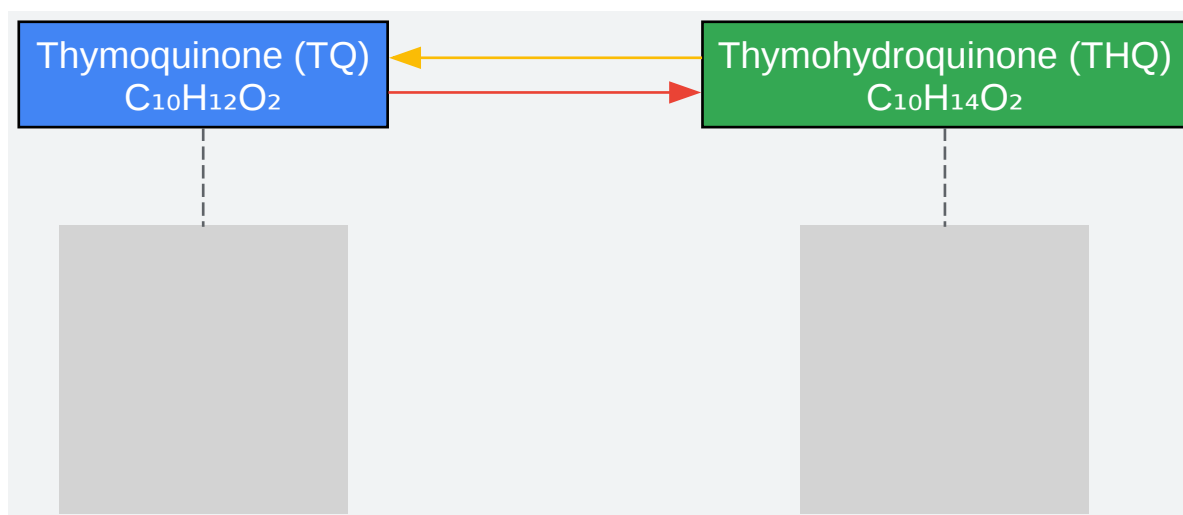 Thymoquinone (TQ)
C₁₀H₁₂O₂
Thymohydroquinone (THQ)
C₁₀H₁₄O₂